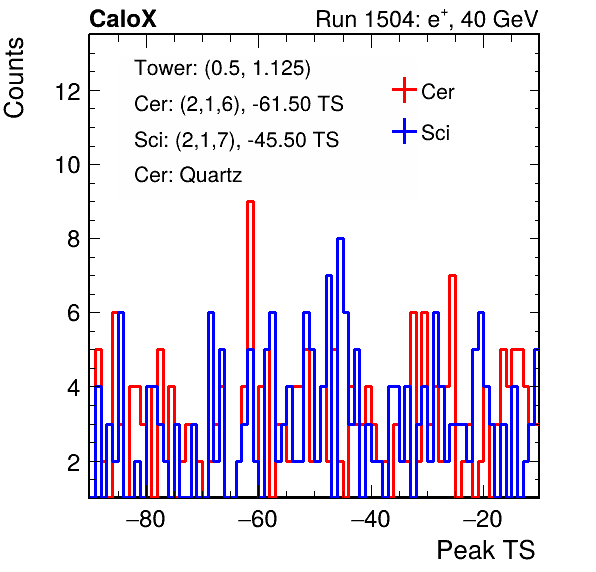 CaloX Run 1504: e⁺, 40 GeV
Counts
Tower: (0.5, 1.125)
Cer: (2,1,6), -61.50 TS
Sci: (2,1,7), -45.50 TS
Cer: Quartz
Cer
Sci
12
10
8
6
4
2
−80 −60 −40 −20
Peak TS